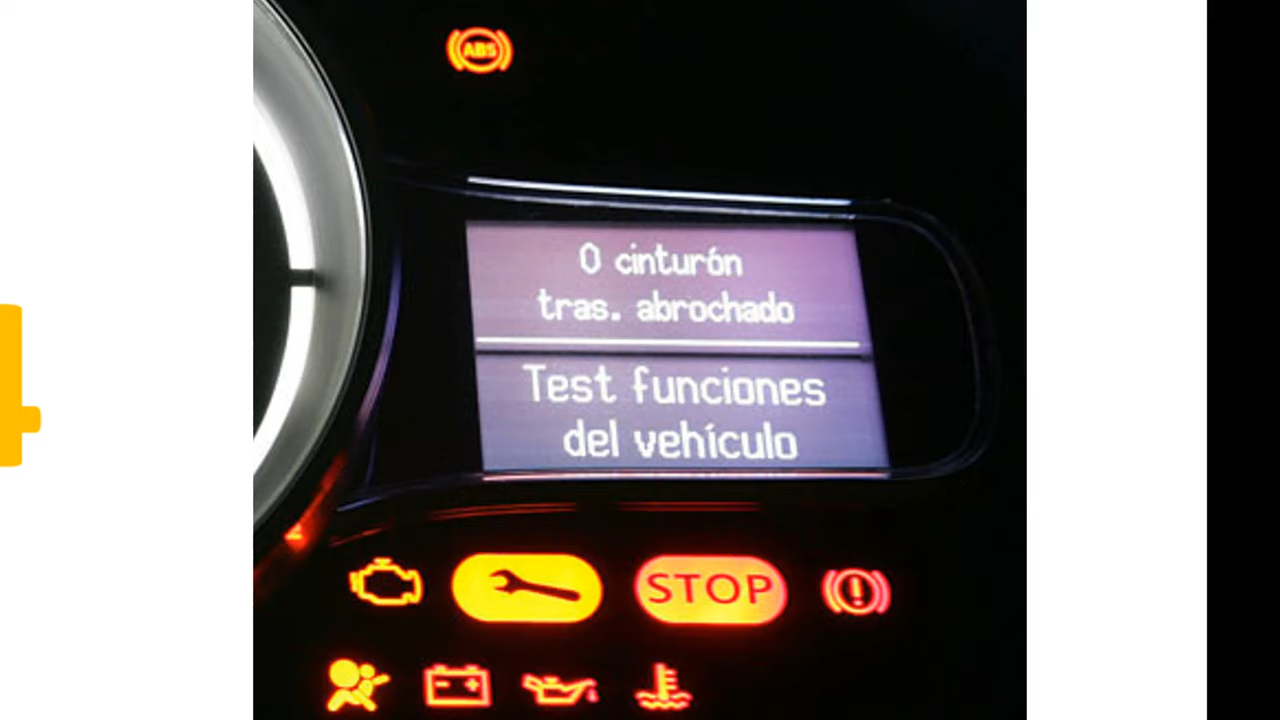 ABS
0 cinturón
tras. abrochado
Test funciones
del vehículo
STOP